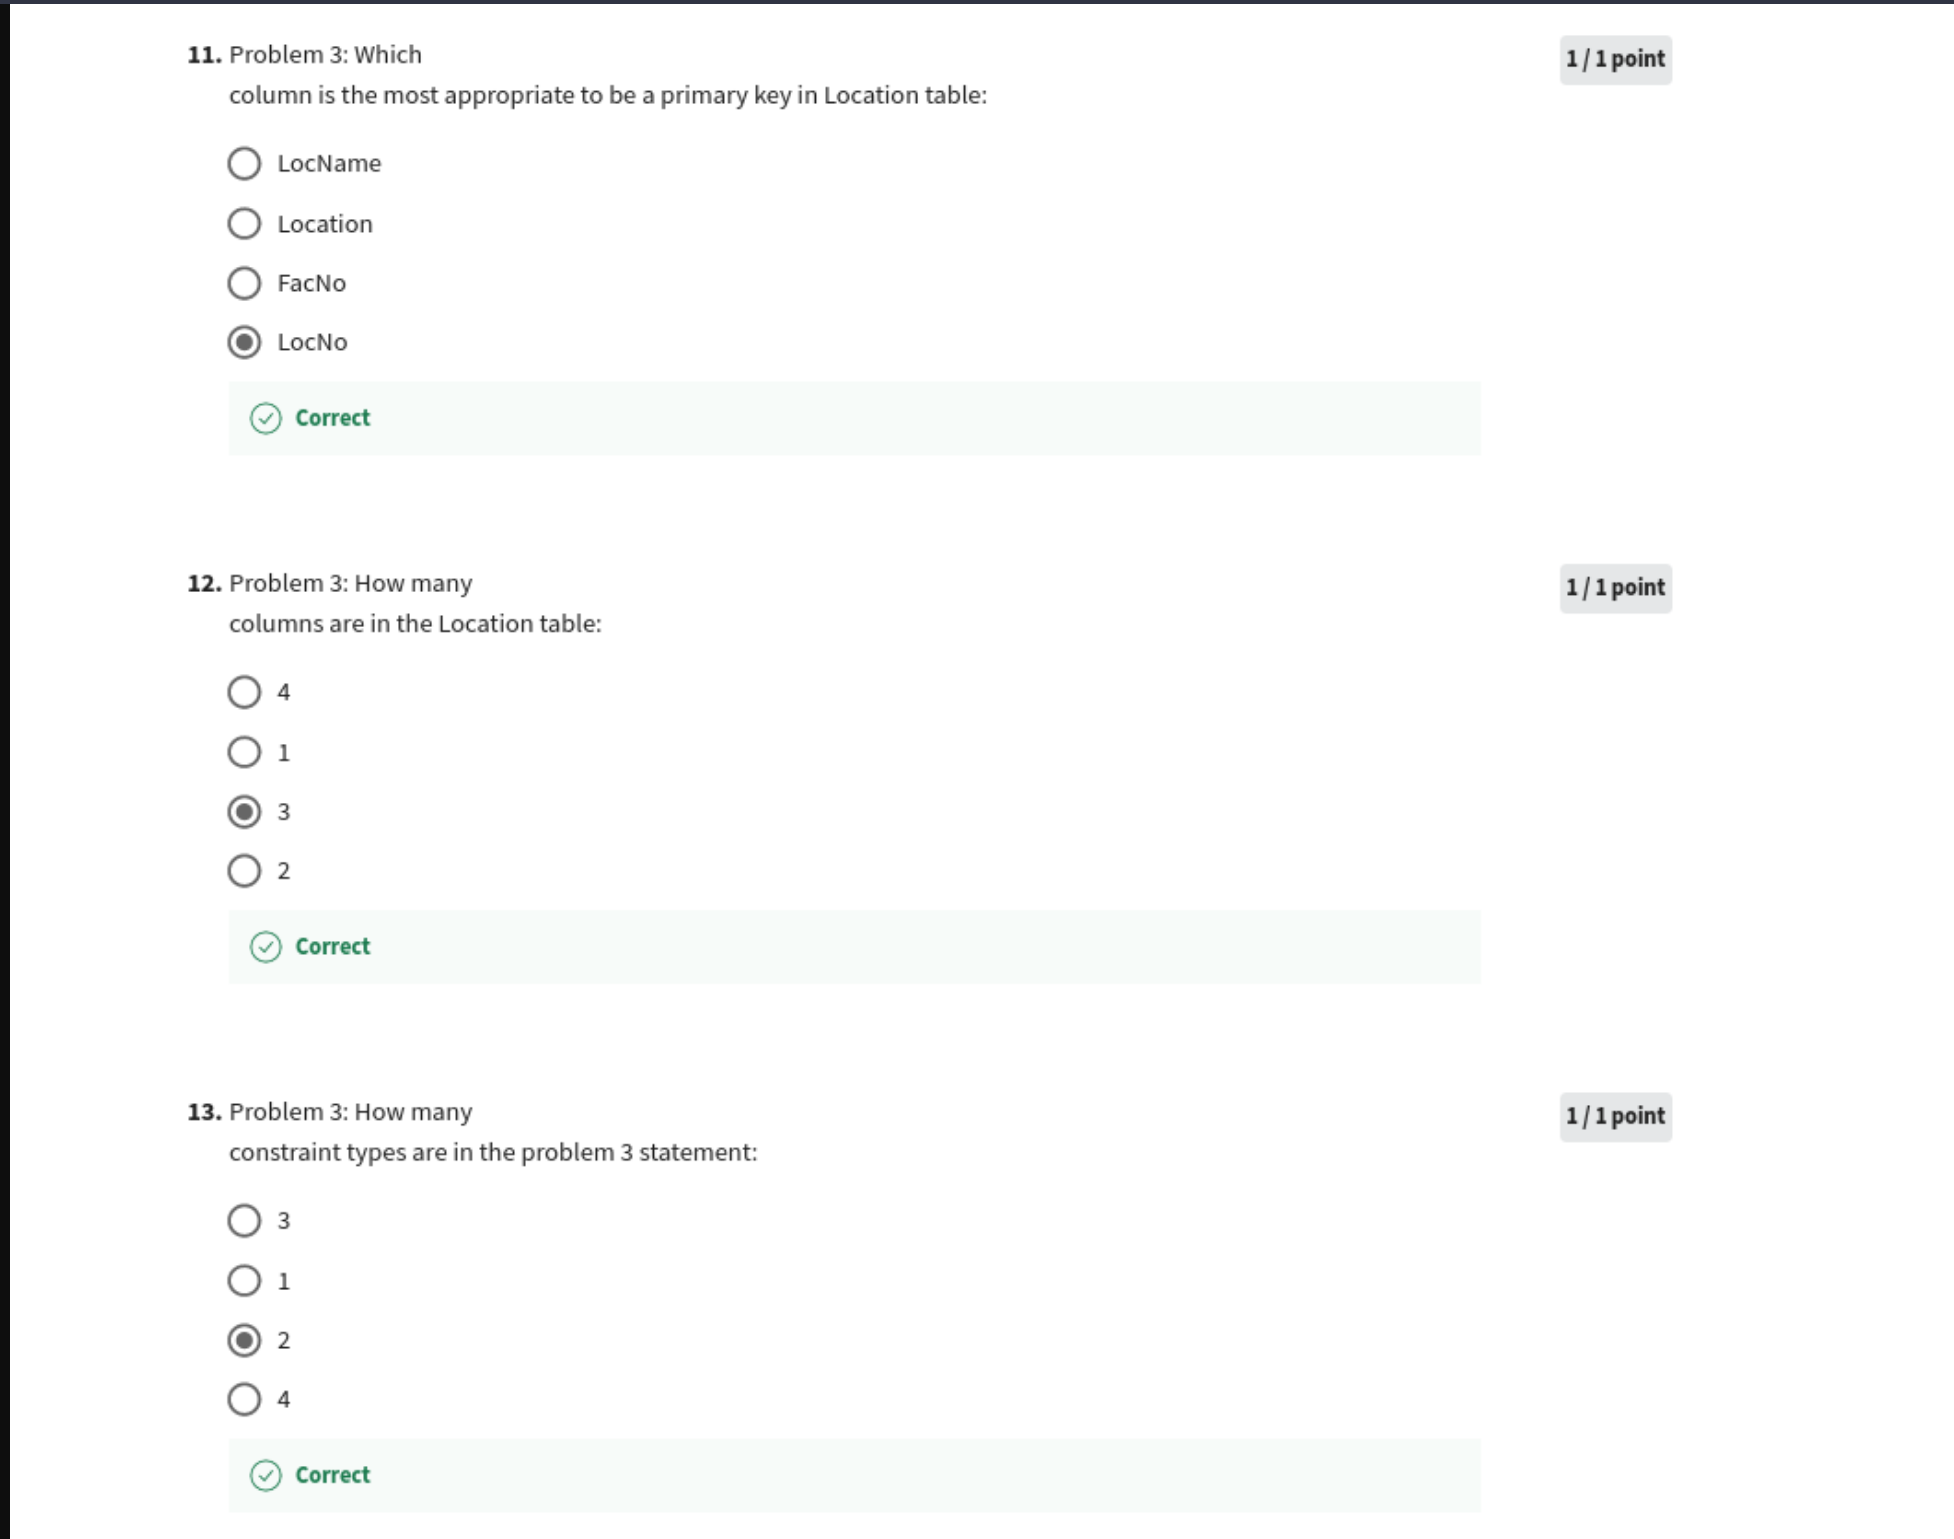 11. Problem 3: Which
1 / 1 point
column is the most appropriate to be a primary key in Location table:
LocName
Location
FacNo
LocNo
Correct
12. Problem 3: How many
1 / 1 point
columns are in the Location table:
4
1
3
2
Correct
13. Problem 3: How many
1 / 1 point
constraint types are in the problem 3 statement:
3
1
2
4
Correct